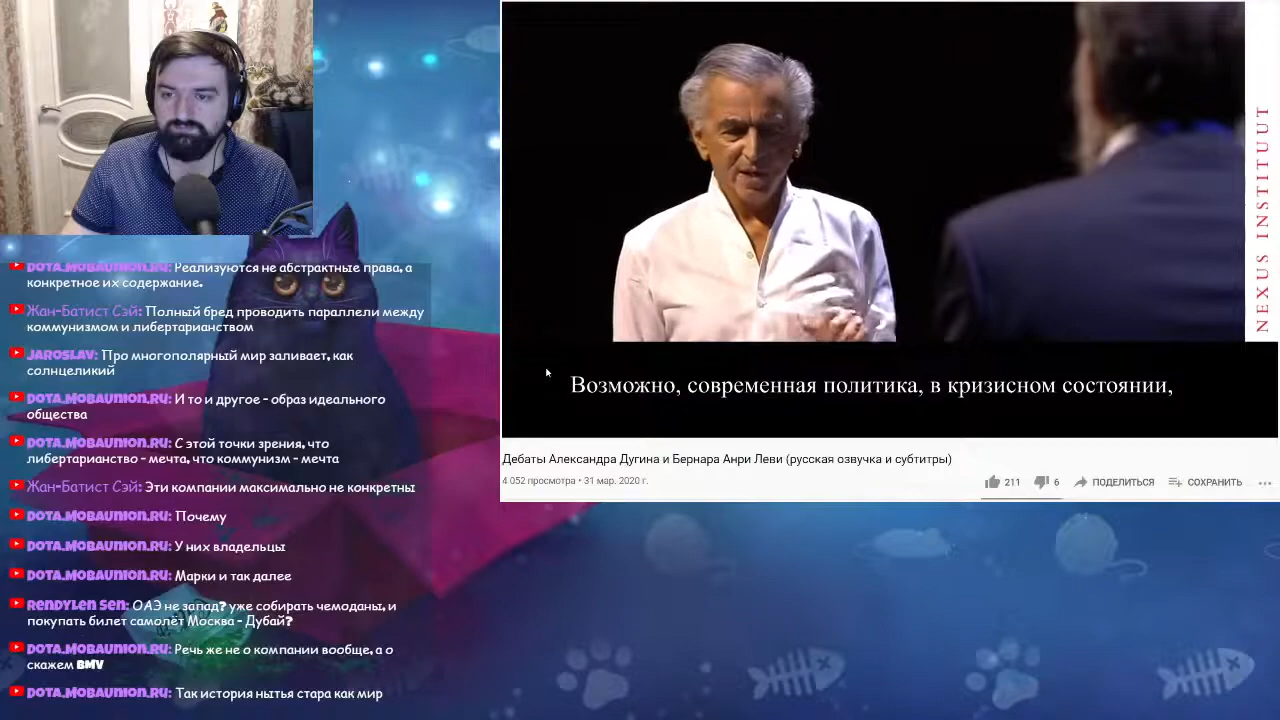 DOTA.MOBAUNION.RU: Реализуются не абстрактные права, а
конкретное их содержание.
Жан-Батист Сэй: Полный бред проводить параллели между
коммунизмом и либертарианством
JAROSLAV: Про многополярный мир заливает, как
солнцеликий
DOTA.MOBAUNION.RU: И то и другое - образ идеального
общества
DOTA.MOBAUNION.RU: С этой точки зрения, что
либертарианство - мечта, что коммунизм - мечта
Жан-Батист Сэй: Эти компании максимально не конкретны
DOTA.MOBAUNION.RU: Почему
DOTA.MOBAUNION.RU: У них владельцы
DOTA.MOBAUNION.RU: Марки и так далее
Rendylen Sen: ОАЭ не запад? уже собирать чемоданы, и
покупать билет самолёт Москва - Дубай?
DOTA.MOBAUNION.RU: Речь же не о компании вообще, а о
скажем BMV
DOTA.MOBAUNION.RU: Так история нытья стара как мир
NEXUS INSTITUUT
Возможно, современная политика, в кризисном состоянии,
Дебаты Александра Дугина и Бернара Анри Леви (русская озвучка и субтитры)
4 052 просмотра • 31 мар. 2020 г.
211 6 ПОДЕЛИТЬСЯ СОХРАНИТЬ